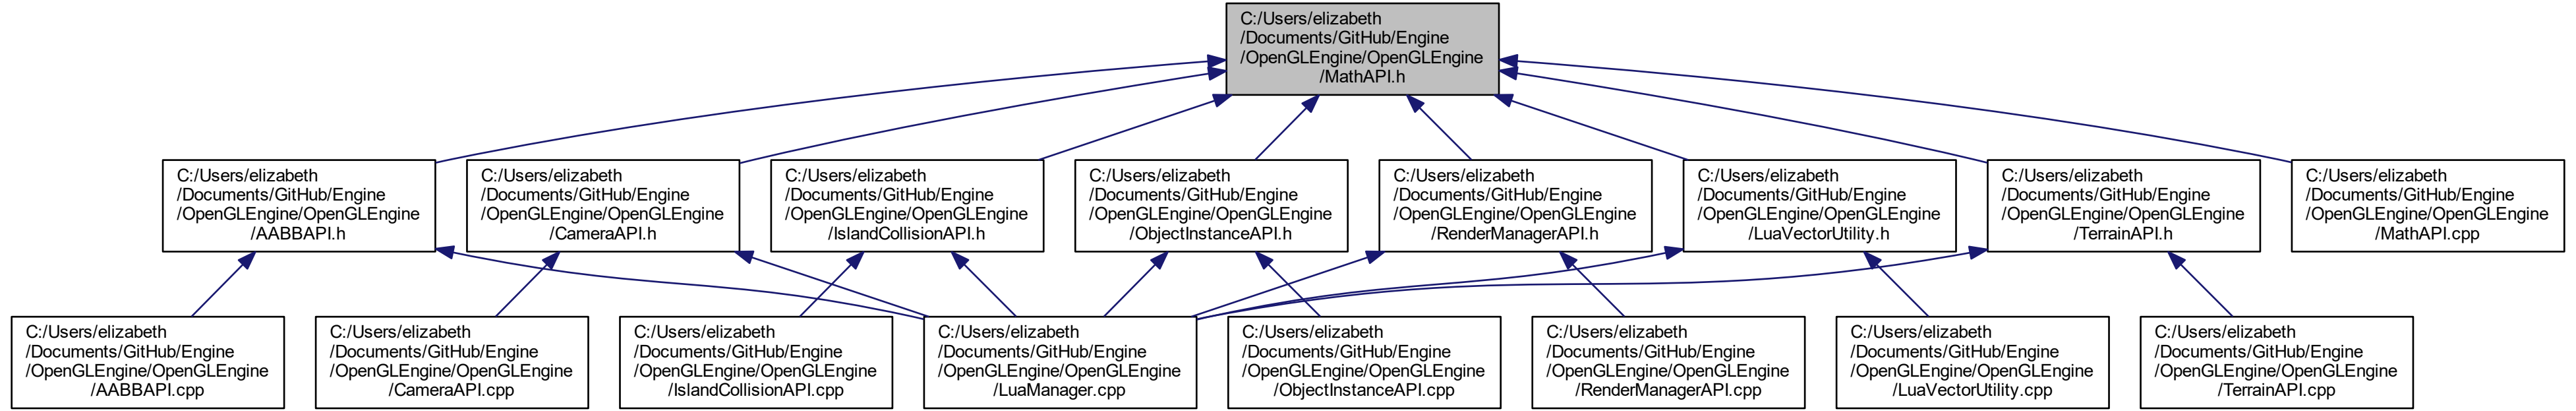 C:/Users/elizabeth
/Documents/GitHub/Engine
/OpenGLEngine/OpenGLEngine
/MathAPI.h
C:/Users/elizabeth
/Documents/GitHub/Engine
/OpenGLEngine/OpenGLEngine
/AABBAPI.h
C:/Users/elizabeth
/Documents/GitHub/Engine
/OpenGLEngine/OpenGLEngine
/CameraAPI.h
C:/Users/elizabeth
/Documents/GitHub/Engine
/OpenGLEngine/OpenGLEngine
/IslandCollisionAPI.h
C:/Users/elizabeth
/Documents/GitHub/Engine
/OpenGLEngine/OpenGLEngine
/ObjectInstanceAPI.h
C:/Users/elizabeth
/Documents/GitHub/Engine
/OpenGLEngine/OpenGLEngine
/RenderManagerAPI.h
C:/Users/elizabeth
/Documents/GitHub/Engine
/OpenGLEngine/OpenGLEngine
/LuaVectorUtility.h
C:/Users/elizabeth
/Documents/GitHub/Engine
/OpenGLEngine/OpenGLEngine
/TerrainAPI.h
C:/Users/elizabeth
/Documents/GitHub/Engine
/OpenGLEngine/OpenGLEngine
/MathAPI.cpp
C:/Users/elizabeth
/Documents/GitHub/Engine
/OpenGLEngine/OpenGLEngine
/AABBAPI.cpp
C:/Users/elizabeth
/Documents/GitHub/Engine
/OpenGLEngine/OpenGLEngine
/CameraAPI.cpp
C:/Users/elizabeth
/Documents/GitHub/Engine
/OpenGLEngine/OpenGLEngine
/IslandCollisionAPI.cpp
C:/Users/elizabeth
/Documents/GitHub/Engine
/OpenGLEngine/OpenGLEngine
/LuaManager.cpp
C:/Users/elizabeth
/Documents/GitHub/Engine
/OpenGLEngine/OpenGLEngine
/ObjectInstanceAPI.cpp
C:/Users/elizabeth
/Documents/GitHub/Engine
/OpenGLEngine/OpenGLEngine
/RenderManagerAPI.cpp
C:/Users/elizabeth
/Documents/GitHub/Engine
/OpenGLEngine/OpenGLEngine
/LuaVectorUtility.cpp
C:/Users/elizabeth
/Documents/GitHub/Engine
/OpenGLEngine/OpenGLEngine
/TerrainAPI.cpp